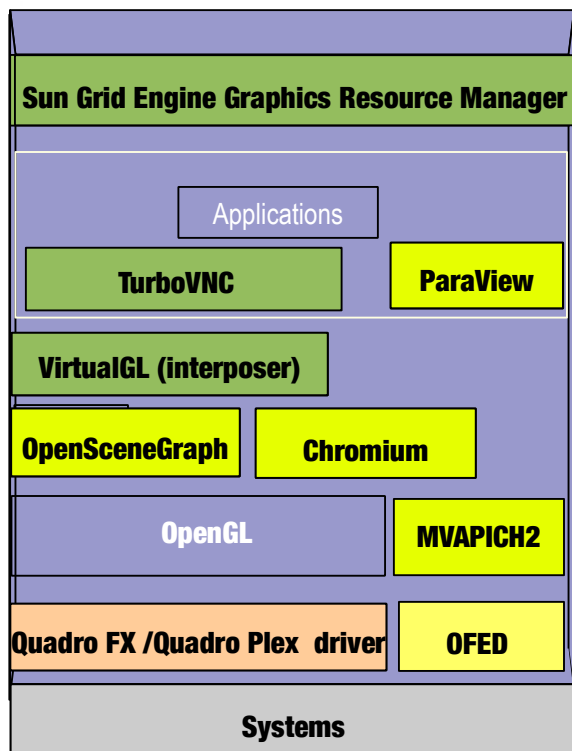 Sun Grid Engine Graphics Resource Manager
Applications
TurboVNC
ParaView
VirtualGL (interposer)
OpenSceneGraph
Chromium
OpenGL
MVAPICH2
Quadro FX /Quadro Plex driver
OFED
Systems